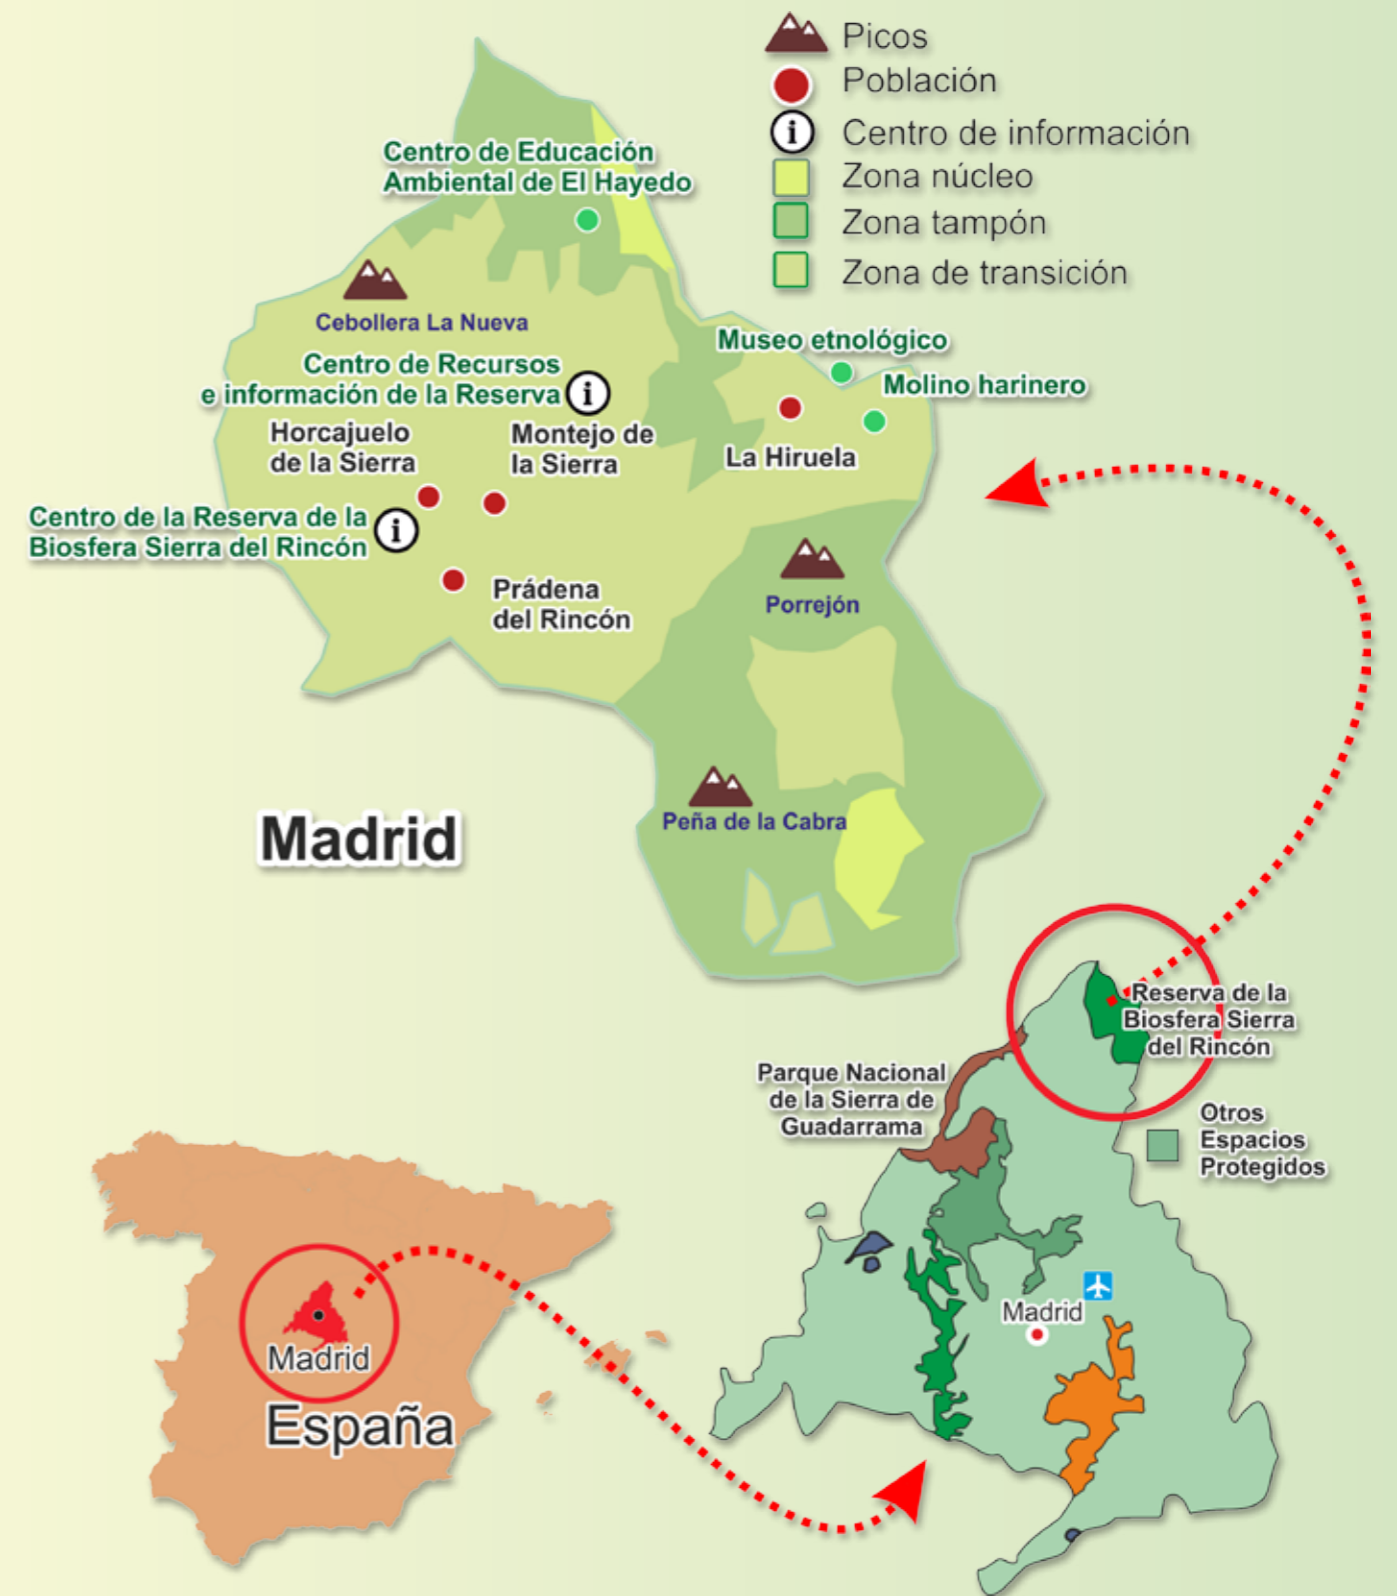 Picos
Población
i
Centro de información
Zona núcleo
Zona tampón
Zona de transición
Centro de Educación
Ambiental de El Hayedo
Cebollera La Nueva
Museo etnológico
Molino harinero
Centro de Recursos
e información de la Reserva
i
Horcajuelo
de la Sierra
Montejo de
la Sierra
La Hiruela
Centro de la Reserva de la
Biosfera Sierra del Rincón
i
Prádena
del Rincón
Porrejón
Peña de la Cabra
Madrid
Reserva de la
Biosfera Sierra
del Rincón
Parque Nacional
de la Sierra de
Guadarrama
Otros
Espacios
Protegidos
Madrid
Madrid
España